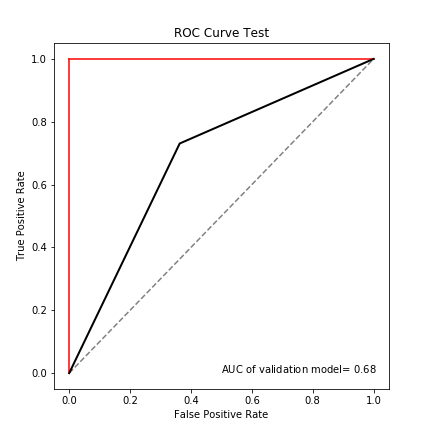 ROC Curve Test
1.0
0.8
0.6
0.4
0.2
0.0
True Positive Rate
AUC of validation model= 0.68
0.0 0.2 0.4 0.6 0.8 1.0
False Positive Rate